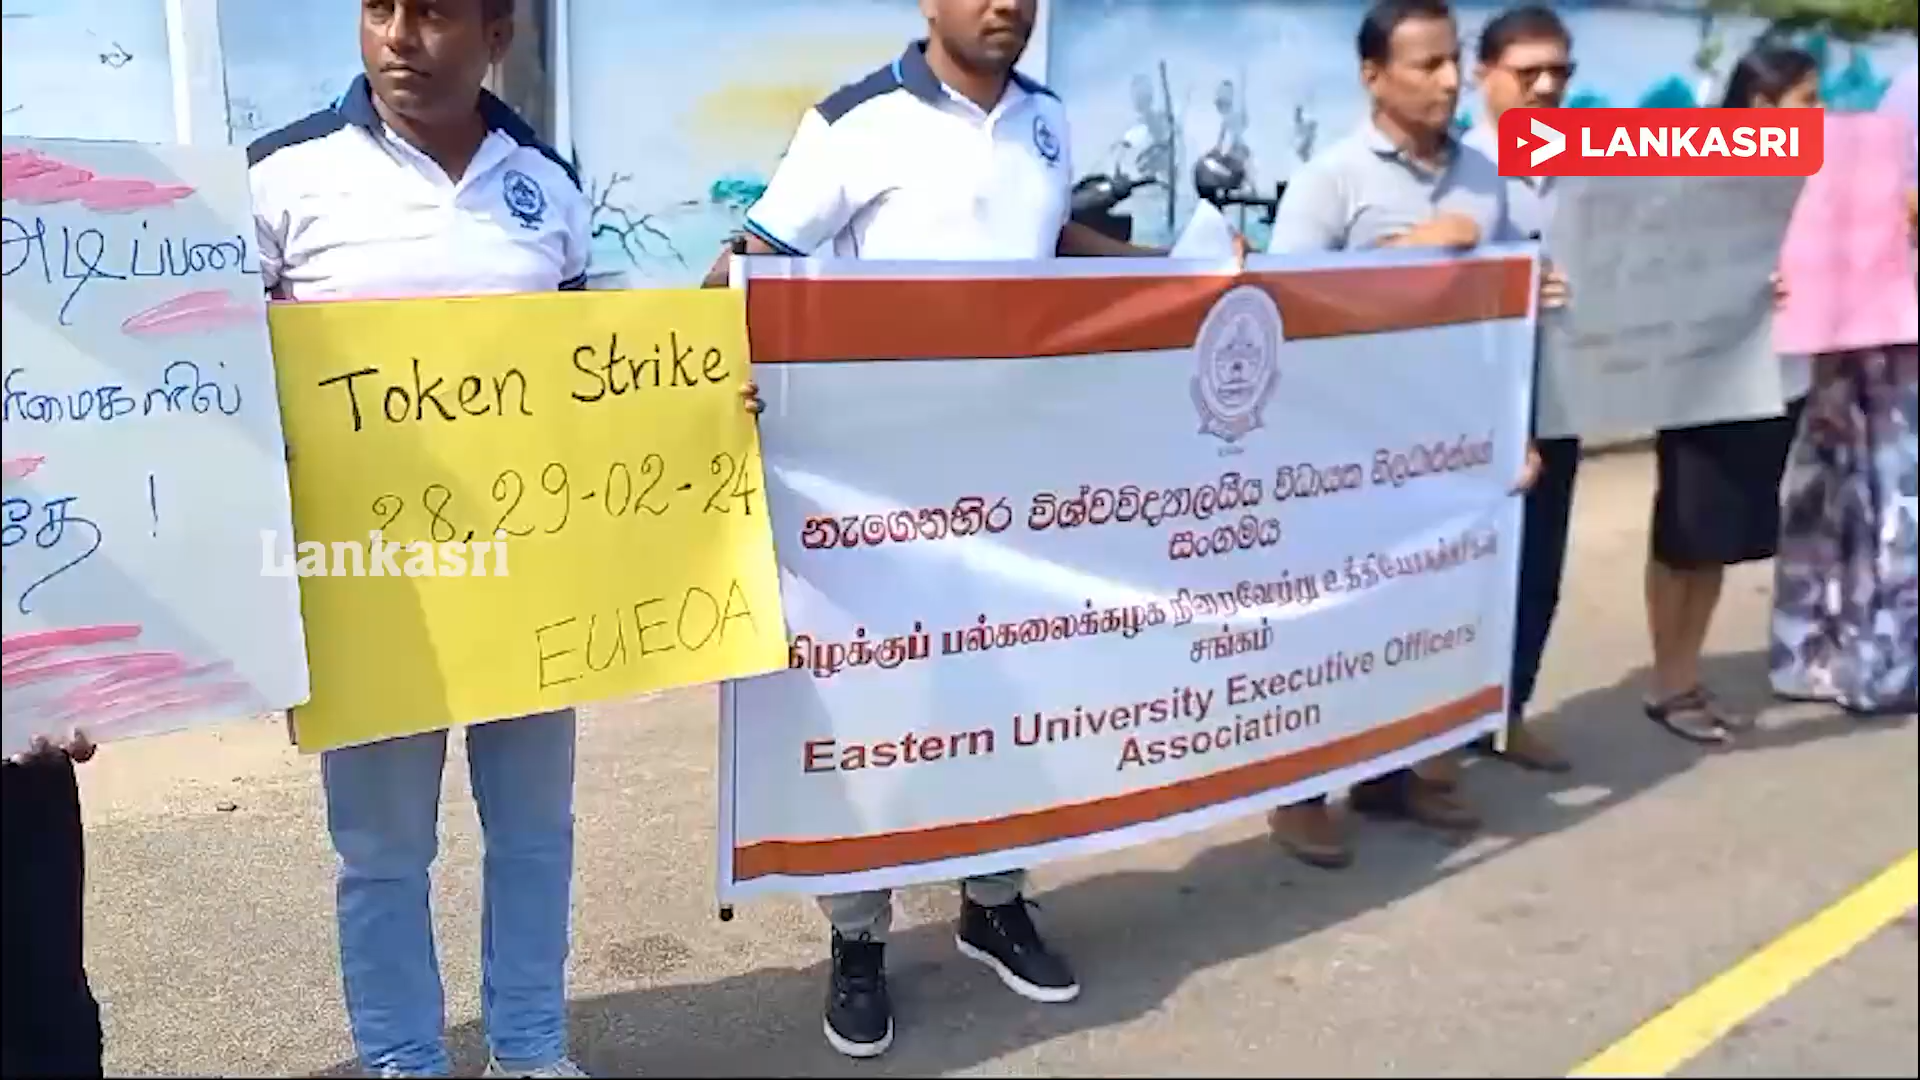 LANKASRI
அடிப்படை
ரிமைகளில்
தே !
Token Strike
28, 29-02-24
EUEOA
Lankasri
නැගෙනහිර විශ්වවිද්‍යාලයීය විධායක නිලධාරීන්ගේ
සංගමය
கிழக்குப் பல்கலைக்கழக நிறைவேற்று உத்தியோகத்தர்கள்
சங்கம்
Eastern University Executive Officers'
Association